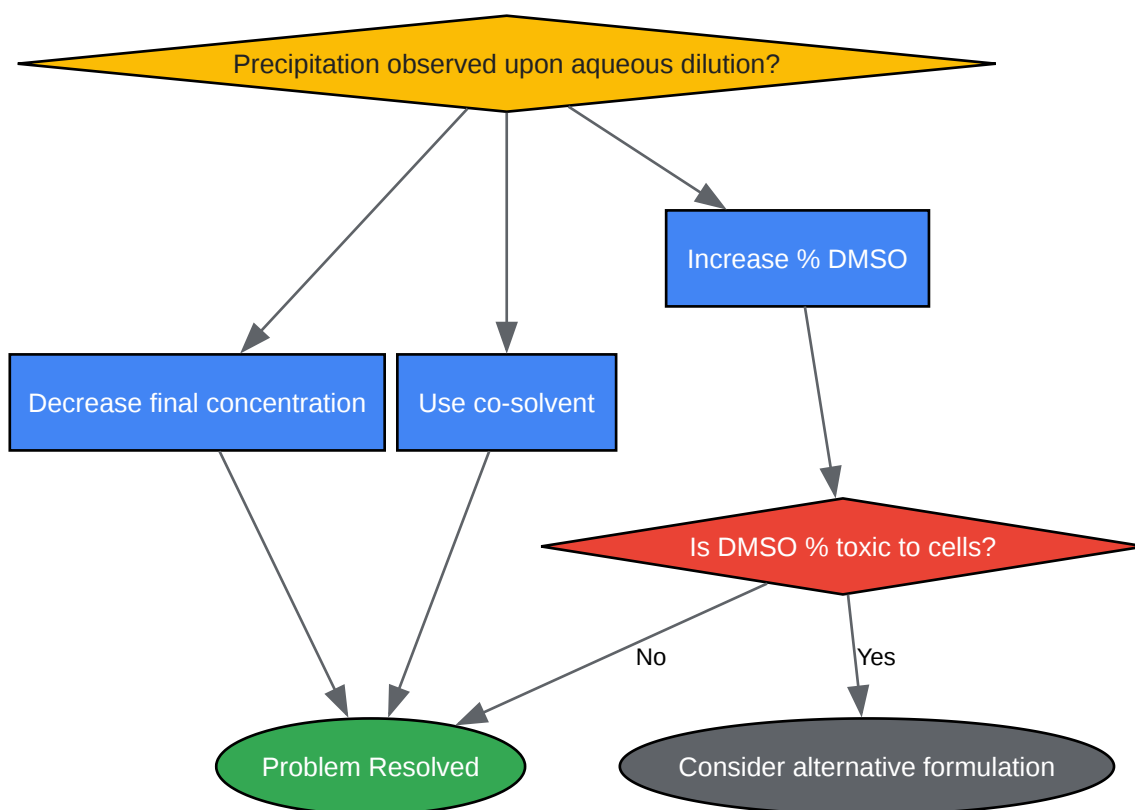 Precipitation observed upon aqueous dilution?
Increase % DMSO
Decrease final concentration
Use co-solvent
Is DMSO % toxic to cells?
No
Yes
Problem Resolved
Consider alternative formulation